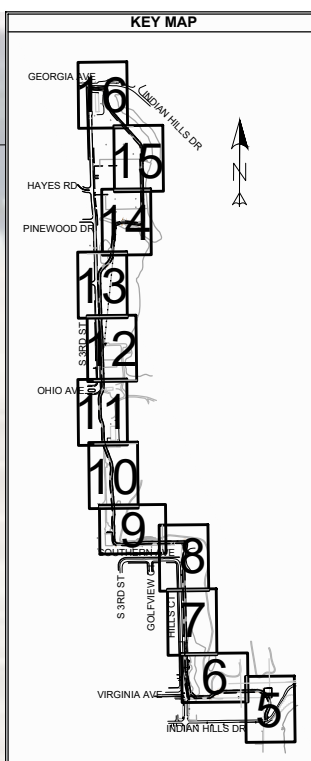 KEY MAP
GEORGIA AVE
16
INDIAN HILLS DR
15
HAYES RD
14
PINEWOOD DR
N
13
S 3RD ST
12
OHIO AVE
11
10
9
SOUTHERN AVE
8
S 3RD ST
GOLFVIEW
HILLS CT
7
6
VIRGINIA AVE
5
INDIAN HILLS DR